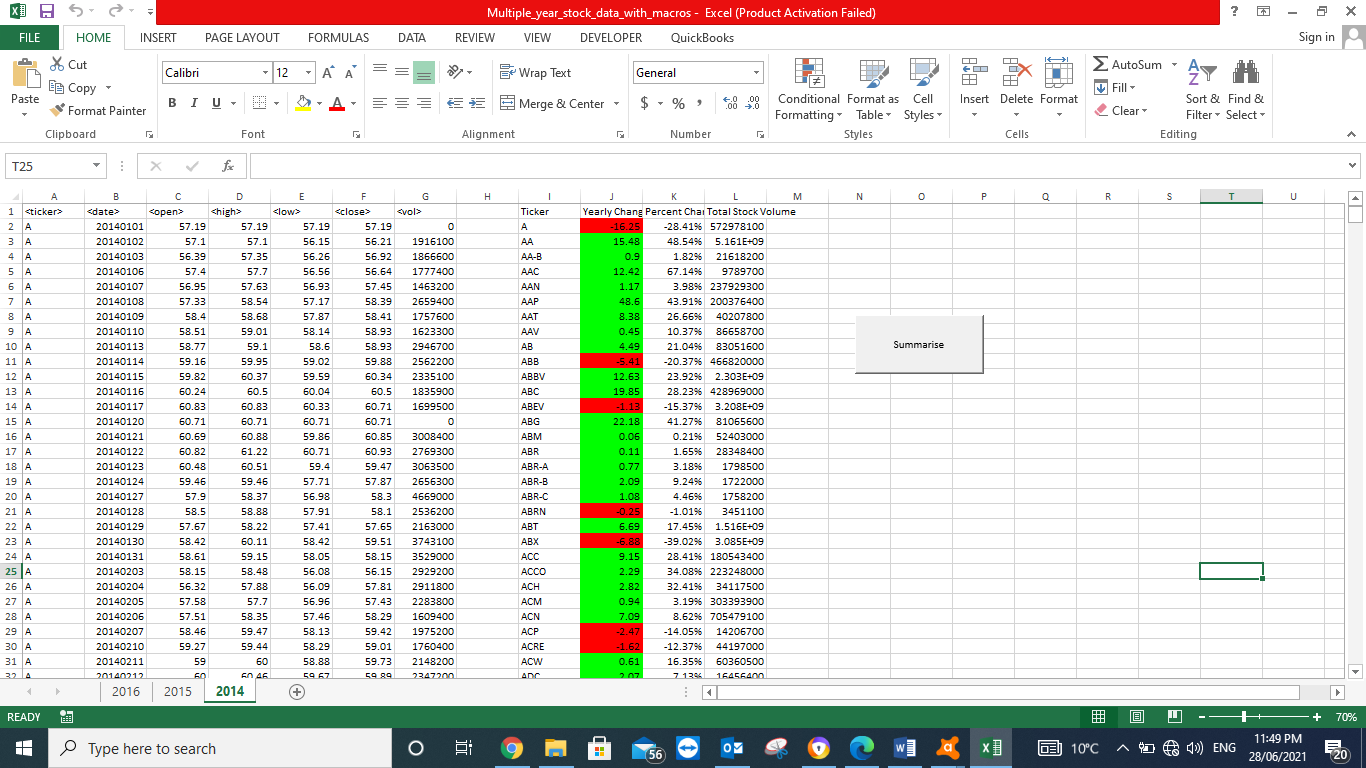 Multiple_year_stock_data_with_macros - Excel (Product Activation Failed)
FILE HOME INSERT PAGE LAYOUT FORMULAS DATA REVIEW VIEW DEVELOPER QuickBooks Sign in
Cut
Copy
Format Painter
Paste
Clipboard
Calibri 12
B I U
Font
Wrap Text
Merge & Center
Alignment
General
$ % ,
Number
Conditional Formatting
Format as Table
Cell Styles
Styles
Insert Delete Format
Cells
AutoSum
Fill
Clear
Sort & Filter
Find & Select
Editing
T25 fx
A B C D E F G H I J K L M N O P Q R S T U
1 <ticker> <date> <open> <high> <low> <close> <vol> Ticker Yearly Chang Percent Chan Total Stock Volume
2 A 20140101 57.19 57.19 57.19 57.19 0 A -16.25 -28.41% 572978100
3 A 20140102 57.1 57.1 56.15 56.21 1916100 AA 15.48 48.54% 5.161E+09
4 A 20140103 56.39 57.35 56.26 56.92 1866600 AA-B 0.9 1.82% 21618200
5 A 20140106 57.4 57.7 56.56 56.64 1777400 AAC 12.42 67.14% 9789700
6 A 20140107 56.95 57.63 56.93 57.45 1463200 AAN 1.17 3.98% 237929300
7 A 20140108 57.33 58.54 57.17 58.39 2659400 AAP 48.6 43.91% 200376400
8 A 20140109 58.4 58.68 57.87 58.41 1757600 AAT 8.38 26.66% 40207800
9 A 20140110 58.51 59.01 58.14 58.93 1623300 AAV 0.45 10.37% 86658700
10 A 20140113 58.77 59.1 58.6 58.93 2946700 AB 4.49 21.04% 83051600
11 A 20140114 59.16 59.95 59.02 59.88 2562200 ABB -5.41 -20.37% 466820000
12 A 20140115 59.82 60.37 59.59 60.34 2335100 ABBV 12.63 23.92% 2.303E+09
13 A 20140116 60.24 60.5 60.04 60.5 1835900 ABC 19.85 28.23% 428969000
14 A 20140117 60.83 60.83 60.33 60.71 1699500 ABEV -1.13 -15.37% 3.208E+09
15 A 20140120 60.71 60.71 60.71 60.71 0 ABG 22.18 41.27% 81065600
16 A 20140121 60.69 60.88 59.86 60.85 3008400 ABM 0.06 0.21% 52403000
17 A 20140122 60.82 61.22 60.71 60.93 2769300 ABR 0.11 1.65% 28348400
18 A 20140123 60.48 60.51 59.4 59.47 3063500 ABR-A 0.77 3.18% 1798500
19 A 20140124 59.46 59.46 57.71 57.87 2656300 ABR-B 2.09 9.24% 1722000
20 A 20140127 57.9 58.37 56.98 58.3 4669000 ABR-C 1.08 4.46% 1758200
21 A 20140128 58.5 58.88 57.91 58.1 2536200 ABRN -0.25 -1.01% 3451100
22 A 20140129 57.67 58.22 57.41 57.65 2163000 ABT 6.69 17.45% 1.516E+09
23 A 20140130 58.42 60.11 58.42 59.51 3743100 ABX -6.88 -39.02% 3.085E+09
24 A 20140131 58.61 59.15 58.05 58.15 3529000 ACC 9.15 28.41% 180543400
25 A 20140203 58.15 58.48 56.08 56.15 2929200 ACCO 2.29 34.08% 223248000
26 A 20140204 56.32 57.88 56.09 57.81 2911800 ACH 2.82 32.41% 34117500
27 A 20140205 57.58 57.7 56.96 57.43 2283800 ACM 0.94 3.19% 303393900
28 A 20140206 57.51 58.35 57.46 58.29 1609400 ACN 7.09 8.62% 705479100
29 A 20140207 58.46 59.47 58.13 59.42 1975200 ACP -2.47 -14.05% 14206700
30 A 20140210 59.27 59.44 58.29 59.01 1760400 ACRE -1.62 -12.37% 44197000
31 A 20140211 59 60 58.88 59.73 2148200 ACW 0.61 16.35% 60360500
32 A 20140212 60 60.46 59.67 59.89 2347200 ADC 2.07 7.13% 16456400
Summarise
2016 2015 2014
READY 70%
Type here to search
56
10°C ENG 11:49 PM
28/06/2021
20